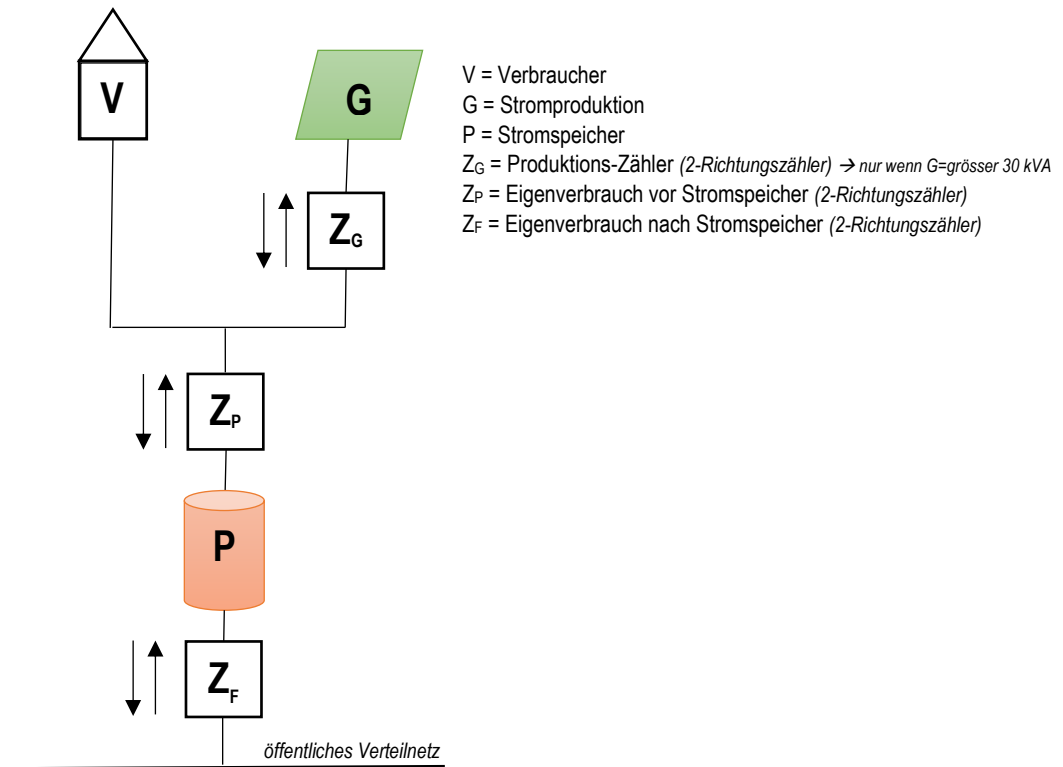 V
G
V = Verbraucher
G = Stromproduktion
P = Stromspeicher
ZG = Produktions-Zähler (2-Richtungszähler) → nur wenn G=grösser 30 kVA
ZP = Eigenverbrauch vor Stromspeicher (2-Richtungszähler)
ZF = Eigenverbrauch nach Stromspeicher (2-Richtungszähler)
ZG
ZP
P
ZF
öffentliches Verteilnetz